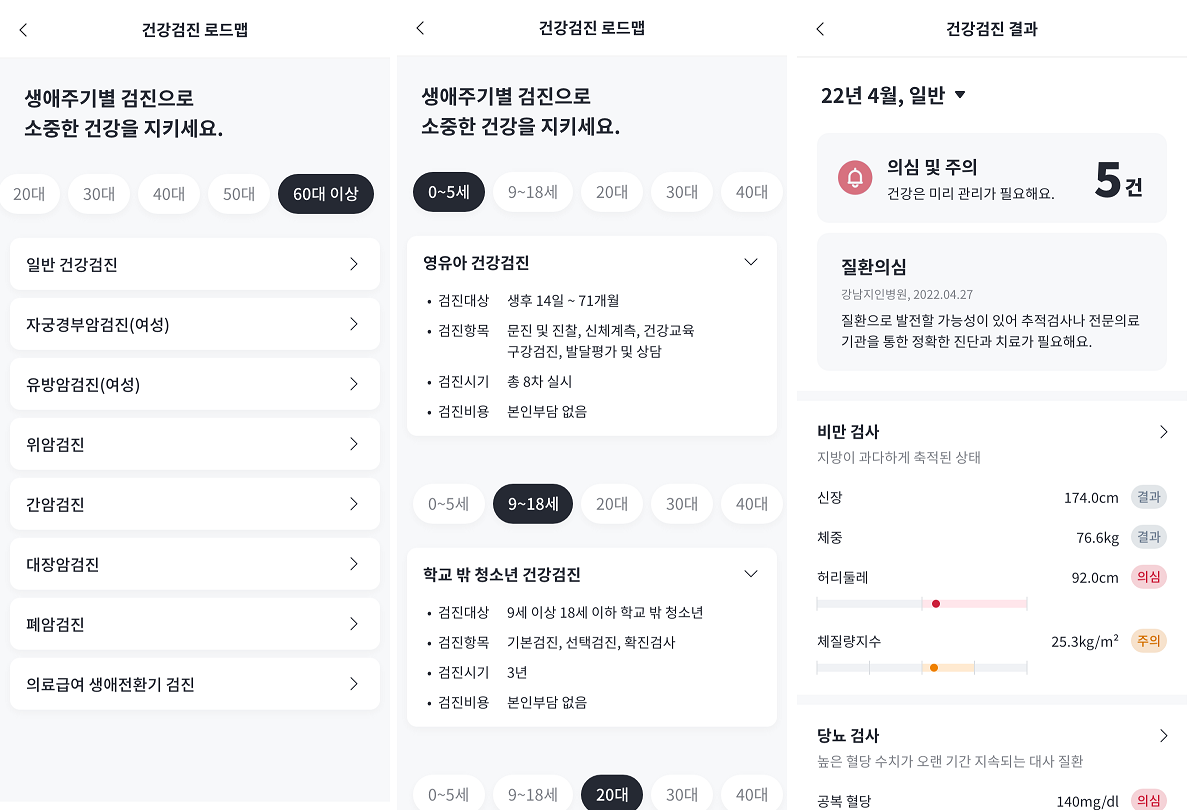 건강검진 로드맵
생애주기별 검진으로
소중한 건강을 지키세요.
20대 30대 40대 50대 60대 이상
일반 건강검진
자궁경부암검진(여성)
유방암검진(여성)
위암검진
간암검진
대장암검진
폐암검진
의료급여 생애전환기 검진
건강검진 로드맵
생애주기별 검진으로
소중한 건강을 지키세요.
0~5세 9~18세 20대 30대 40대
영유아 건강검진
• 검진대상 생후 14일 ~ 71개월
• 검진항목 문진 및 진찰, 신체계측, 건강교육
구강검진, 발달평가 및 상담
• 검진시기 총 8차 실시
• 검진비용 본인부담 없음
0~5세 9~18세 20대 30대 40대
학교 밖 청소년 건강검진
• 검진대상 9세 이상 18세 이하 학교 밖 청소년
• 검진항목 기본검진, 선택검진, 확진검사
• 검진시기 3년
• 검진비용 본인부담 없음
0~5세 9~18세 20대 30대 40대
건강검진 결과
22년 4월, 일반
의심 및 주의
건강은 미리 관리가 필요해요.
5건
질환의심
강남지인병원, 2022.04.27
질환으로 발전할 가능성이 있어 추적검사나 전문의료
기관을 통한 정확한 진단과 치료가 필요해요.
비만 검사
지방이 과다하게 축적된 상태
신장 174.0cm 결과
체중 76.6kg 결과
허리둘레 92.0cm 의심
체질량지수 25.3kg/m² 주의
당뇨 검사
높은 혈당 수치가 오랜 기간 지속되는 대사 질환
공복 혈당 140mg/dl 의심